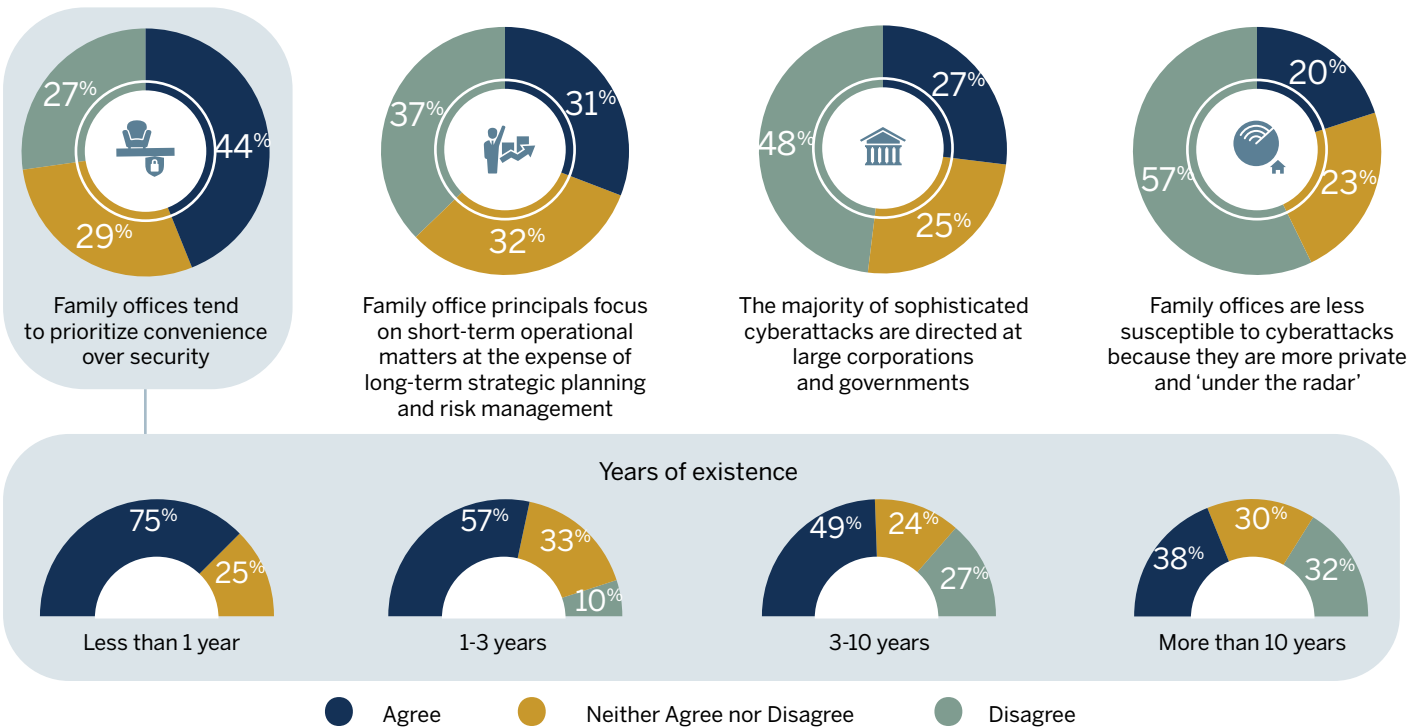 27%
44%
29%
Family offices tend
to prioritize convenience
over security
37%
31%
32%
Family office principals focus
on short-term operational
matters at the expense of
long-term strategic planning
and risk management
48%
27%
25%
The majority of sophisticated
cyberattacks are directed at
large corporations
and governments
57%
20%
23%
Family offices are less
susceptible to cyberattacks
because they are more private
and ‘under the radar’
Years of existence
75%
25%
Less than 1 year
57%
33%
10%
1-3 years
49%
24%
27%
3-10 years
38%
30%
32%
More than 10 years
Agree
Neither Agree nor Disagree
Disagree